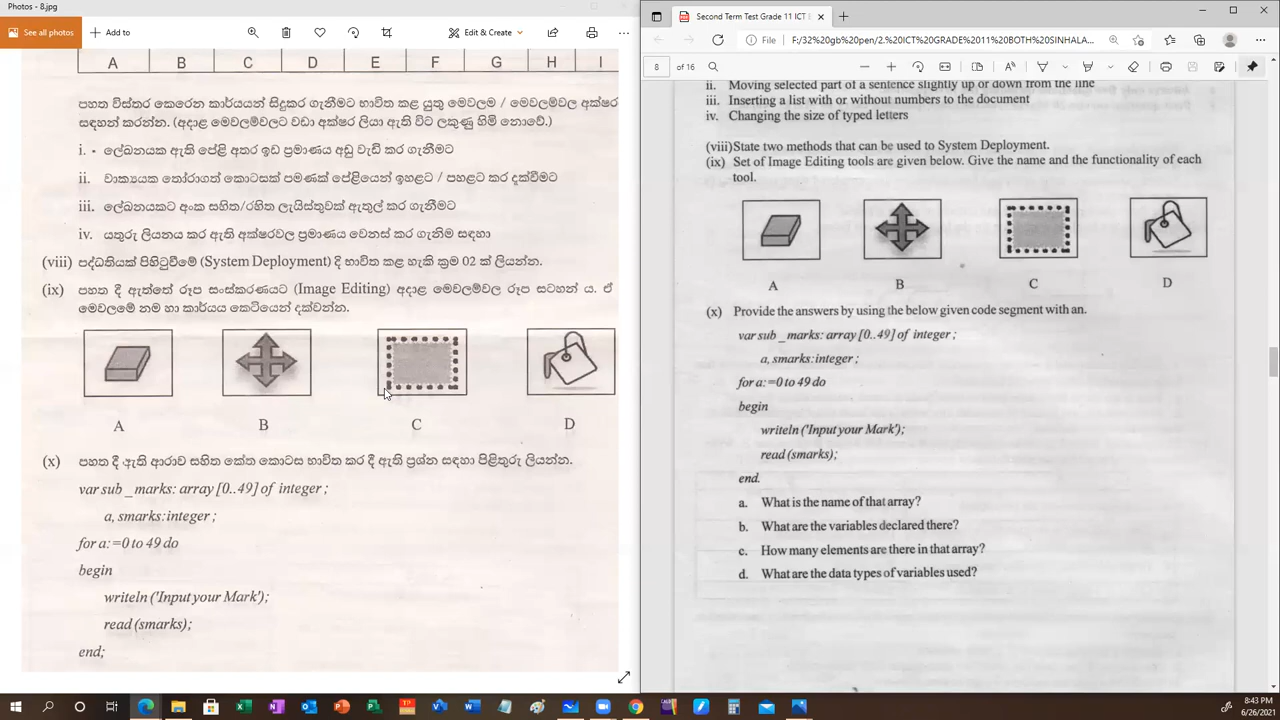 Photos - 8.jpg
See all photos
Add to
Edit & Create
A B C D E F G H I
පහත විස්තර කෙරෙන කාර්යයන් සිදුකර ගැනීමට භාවිත කළ යුතු මෙවලම / මෙවලම්වල අක්ෂර
සඳහන් කරන්න. (අදාළ මෙවලම්වලට වඩා අක්ෂර ලියා ඇති විට ලකුණු හිමි නොවේ.)
i. ලේඛනයක ඇති පේළි අතර ඉඩ ප්‍රමාණය අඩු වැඩි කර ගැනීමට
ii. වාක්‍යයක තෝරාගත් කොටසක් පමණක් පේළියෙන් ඉහළට / පහළට කර දැක්වීමට
iii. ලේඛනයකට අංක සහිත/රහිත ලැයිස්තුවක් ඇතුල් කර ගැනීමට
iv. යතුරු ලියනය කර ඇති අක්ෂරවල ප්‍රමාණය වෙනස් කර ගැනීම සඳහා
(viii) පද්ධතියක් පිහිටුවීමේ (System Deployment) දී භාවිත කළ හැකි ක්‍රම 02 ක් ලියන්න.
(ix) පහත දී ඇත්තේ රූප සංස්කරණයට (Image Editing) අදාළ මෙවලම්වල රූප සටහන් ය. ඒ
මෙවලමේ නම හා කාර්යය කෙටියෙන් දක්වන්න.
A B C D
(x) පහත දී ඇති ආරාව සහිත කේත කොටස භාවිත කර දී ඇති ප්‍රශ්න සඳහා පිළිතුරු ලියන්න.
var sub _ marks: array [0..49] of integer ;
a, smarks:integer ;
for a: =0 to 49 do
begin
writeln ('Input your Mark');
read (smarks);
end;
Second Term Test Grade 11 ICT
File
F:/32%20gb%20pen/2.%20ICT%20GRADE%2011%20BOTH%20SINHALA...
8 of 16
ii. Moving selected part of a sentence slightly up or down from the line
iii. Inserting a list with or without numbers to the document
iv. Changing the size of typed letters
(viii) State two methods that can be used to System Deployment.
(ix) Set of Image Editing tools are given below. Give the name and the functionality of each
tool.
A B C D
(x) Provide the answers by using the below given code segment with an.
var sub _ marks: array [0..49] of integer ;
a, smarks: integer ;
for a: =0 to 49 do
begin
writeln ('Input your Mark');
read (smarks);
end.
a. What is the name of that array?
b. What are the variables declared there?
c. How many elements are there in that array?
d. What are the data types of variables used?
8:43 PM
6/26/2021